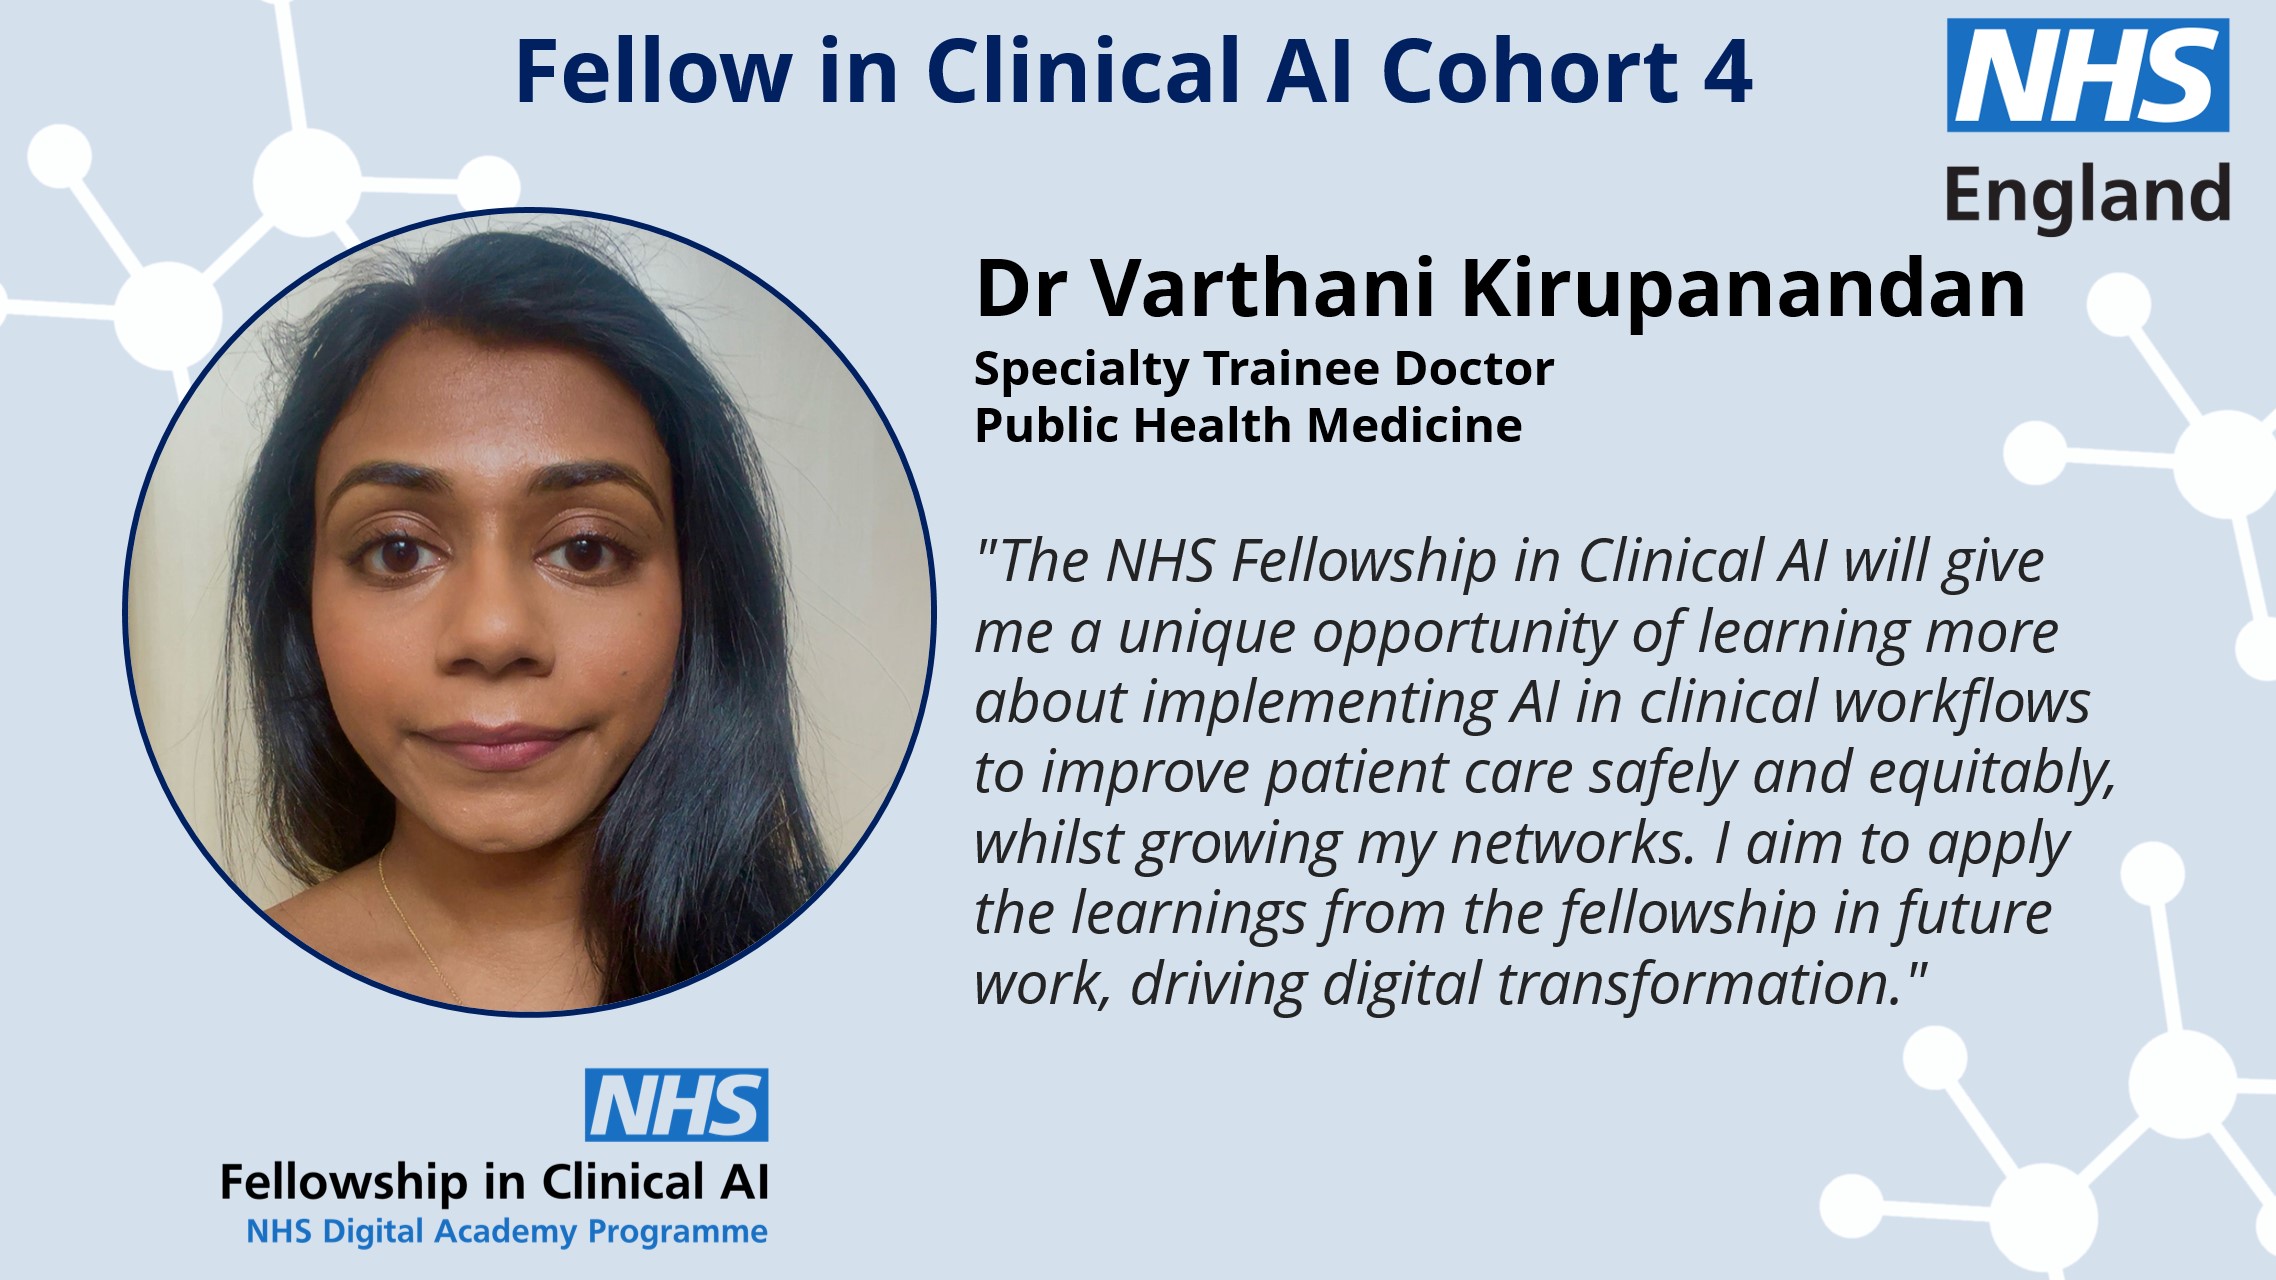 Fellow in Clinical AI Cohort 4
NHS
England
Dr Varthani Kirupanandan
Specialty Trainee Doctor
Public Health Medicine
"The NHS Fellowship in Clinical AI will give
me a unique opportunity of learning more
about implementing AI in clinical workflows
to improve patient care safely and equitably,
whilst growing my networks. I aim to apply
the learnings from the fellowship in future
work, driving digital transformation."
NHS
Fellowship in Clinical AI
NHS Digital Academy Programme